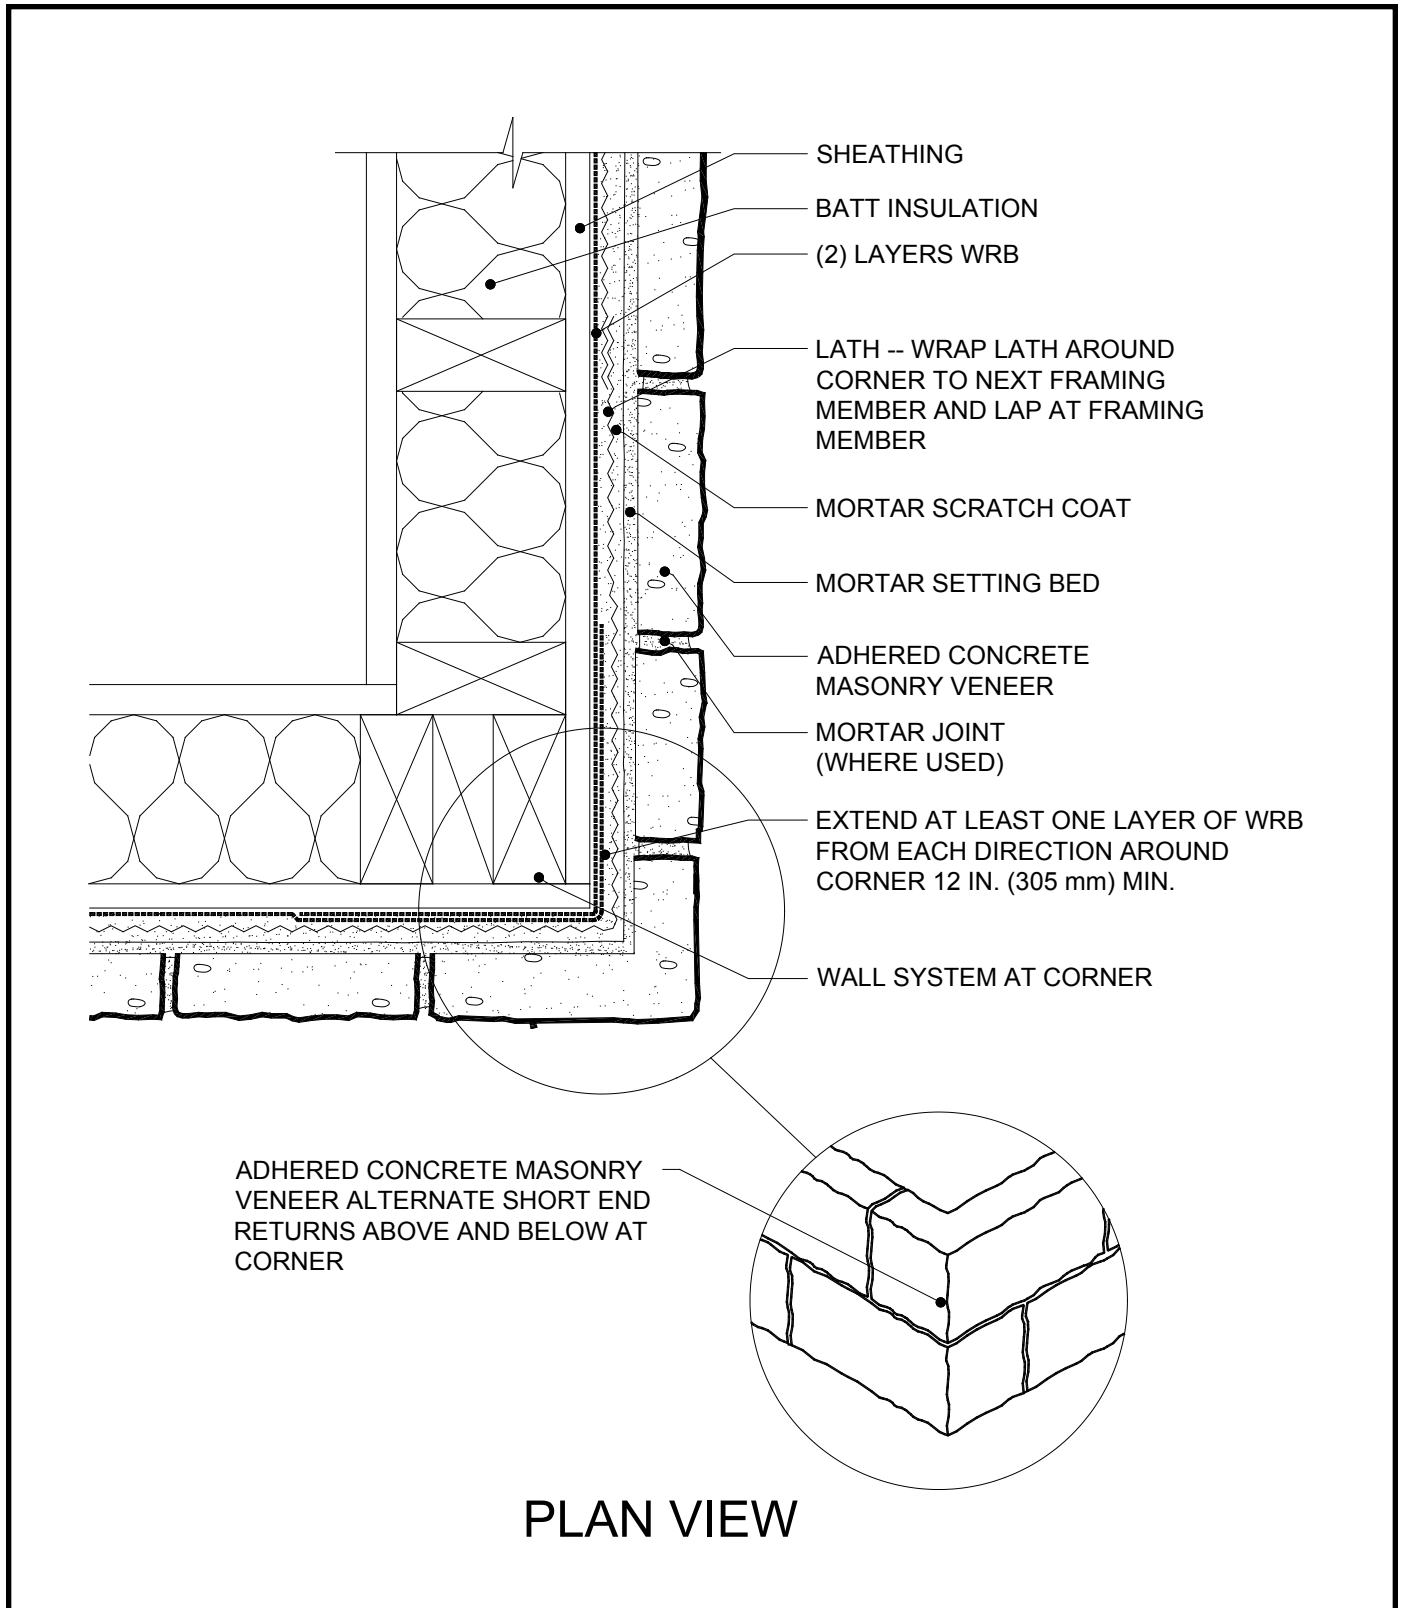 SHEATHING
BATT INSULATION
(2) LAYERS WRB
LATH -- WRAP LATH AROUND
CORNER TO NEXT FRAMING
MEMBER AND LAP AT FRAMING
MEMBER
MORTAR SCRATCH COAT
MORTAR SETTING BED
ADHERED CONCRETE
MASONRY VENEER
MORTAR JOINT
(WHERE USED)
EXTEND AT LEAST ONE LAYER OF WRB
FROM EACH DIRECTION AROUND
CORNER 12 IN. (305 mm) MIN.
WALL SYSTEM AT CORNER
ADHERED CONCRETE MASONRY
VENEER ALTERNATE SHORT END
RETURNS ABOVE AND BELOW AT
CORNER
PLAN VIEW